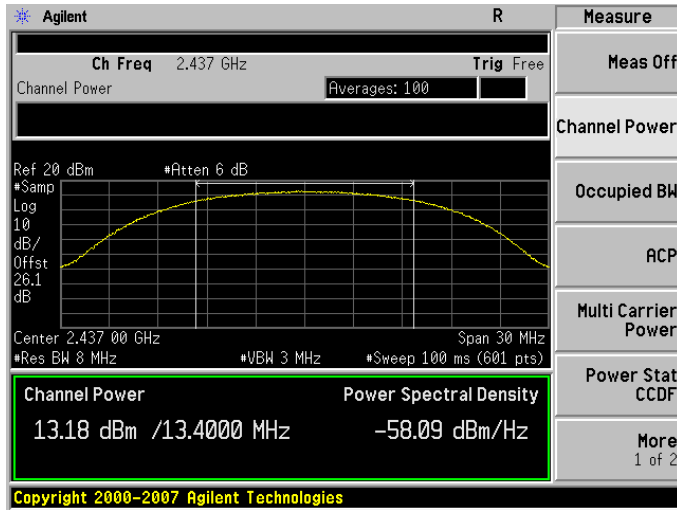 Agilent R Measure
Ch Freq 2.437 GHz Trig Free
Meas Off
Channel Power Averages: 100
Channel Power
Ref 20 dBm #Atten 6 dB
#Samp
Log
10
dB/
Offst
26.1
dB
Occupied BW
ACP
Multi Carrier
Power
Center 2.437 00 GHz Span 30 MHz
#Res BW 8 MHz #VBW 3 MHz #Sweep 100 ms (601 pts)
Power Stat
CCDF
Channel Power Power Spectral Density
13.18 dBm /13.4000 MHz -58.09 dBm/Hz
More
1 of 2
Copyright 2000-2007 Agilent Technologies